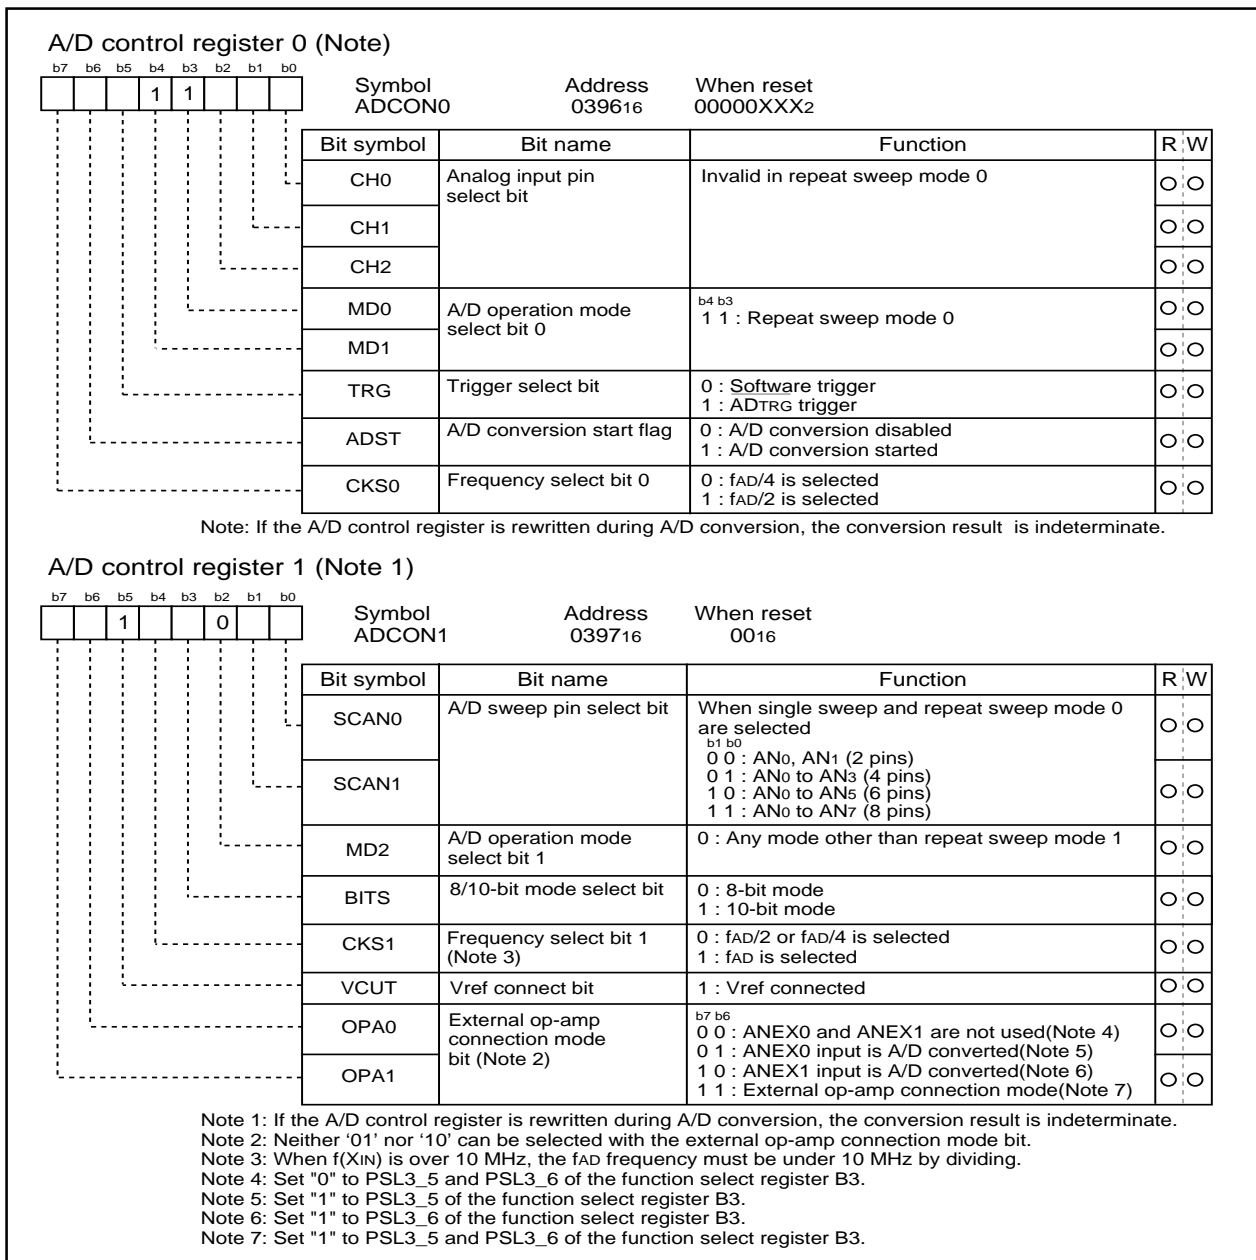 A/D control register 0 (Note)
b7 b6 b5 b4 b3 b2 b1 b0
1 1
Symbol Address When reset
ADCON0 039616 00000XXX2
Bit symbol Bit name Function R W
CH0 Analog input pin select bit Invalid in repeat sweep mode 0 O O
CH1 O O
CH2 O O
MD0 A/D operation mode select bit 0 b4 b3
1 1 : Repeat sweep mode 0 O O
MD1 O O
TRG Trigger select bit 0 : Software trigger
1 : ADTRG trigger O O
ADST A/D conversion start flag 0 : A/D conversion disabled
1 : A/D conversion started O O
CKS0 Frequency select bit 0 0 : fAD/4 is selected
1 : fAD/2 is selected O O
Note: If the A/D control register is rewritten during A/D conversion, the conversion result is indeterminate.
A/D control register 1 (Note 1)
b7 b6 b5 b4 b3 b2 b1 b0
1 0
Symbol Address When reset
ADCON1 039716 0016
Bit symbol Bit name Function R W
SCAN0 A/D sweep pin select bit When single sweep and repeat sweep mode 0
are selected O O
b1 b0
0 0 : AN0, AN1 (2 pins)
SCAN1 0 1 : AN0 to AN3 (4 pins)
1 0 : AN0 to AN5 (6 pins) O O
1 1 : AN0 to AN7 (8 pins)
MD2 A/D operation mode select bit 1 0 : Any mode other than repeat sweep mode 1 O O
BITS 8/10-bit mode select bit 0 : 8-bit mode
1 : 10-bit mode O O
CKS1 Frequency select bit 1 (Note 3) 0 : fAD/2 or fAD/4 is selected
1 : fAD is selected O O
VCUT Vref connect bit 1 : Vref connected O O
OPA0 External op-amp connection mode bit (Note 2) b7 b6
0 0 : ANEX0 and ANEX1 are not used(Note 4) O O
0 1 : ANEX0 input is A/D converted(Note 5)
OPA1 1 0 : ANEX1 input is A/D converted(Note 6) O O
1 1 : External op-amp connection mode(Note 7)
Note 1: If the A/D control register is rewritten during A/D conversion, the conversion result is indeterminate.
Note 2: Neither ‘01’ nor ‘10’ can be selected with the external op-amp connection mode bit.
Note 3: When f(XIN) is over 10 MHz, the fAD frequency must be under 10 MHz by dividing.
Note 4: Set "0" to PSL3_5 and PSL3_6 of the function select register B3.
Note 5: Set "1" to PSL3_5 of the function select register B3.
Note 6: Set "1" to PSL3_6 of the function select register B3.
Note 7: Set "1" to PSL3_5 and PSL3_6 of the function select register B3.